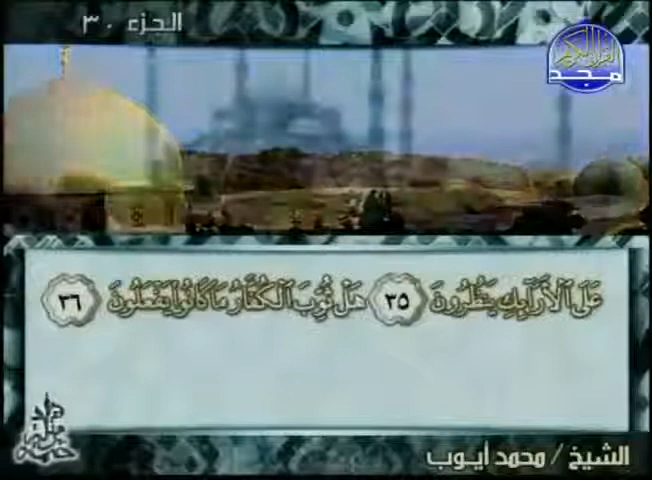 الجزء ٣٠
القرآن الكريم
مجد
عَلَى ٱلْأَرَآئِكِ يَنظُرُونَ ٣٥ هَلْ ثُوِّبَ ٱلْكُفَّارُ مَا كَانُوا۟ يَفْعَلُونَ ٣٦
الشيخ / محمد أيوب